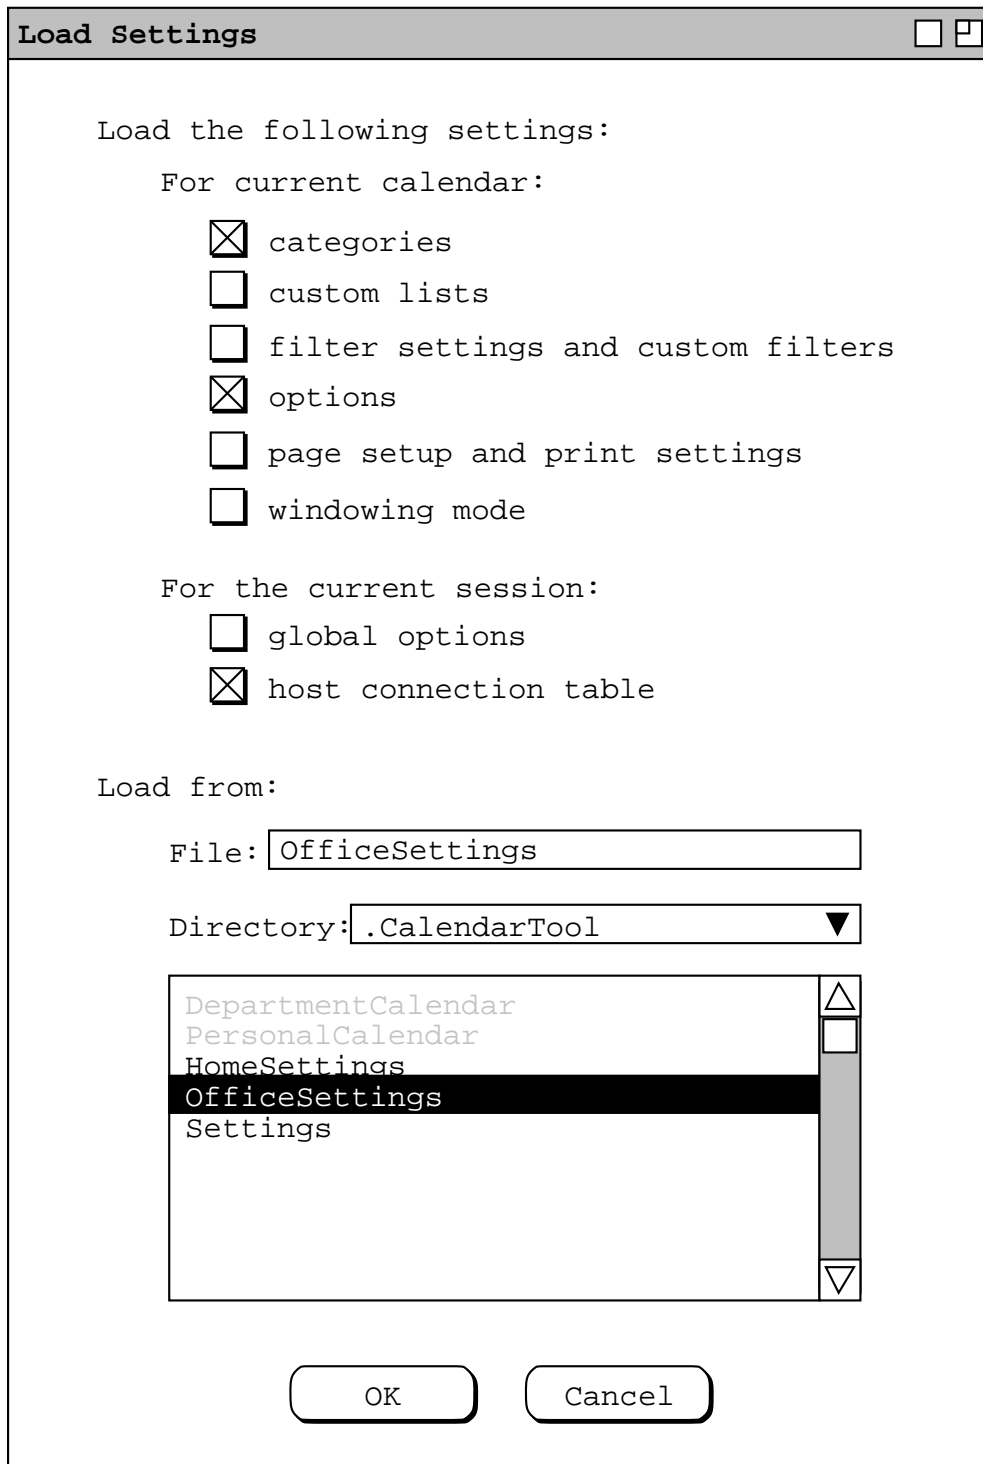 Load Settings
Load the following settings:
For current calendar:
categories
custom lists
filter settings and custom filters
options
page setup and print settings
windowing mode
For the current session:
global options
host connection table
Load from:
File: OfficeSettings
Directory: .CalendarTool
DepartmentCalendar
PersonalCalendar
HomeSettings
OfficeSettings
Settings
OK Cancel